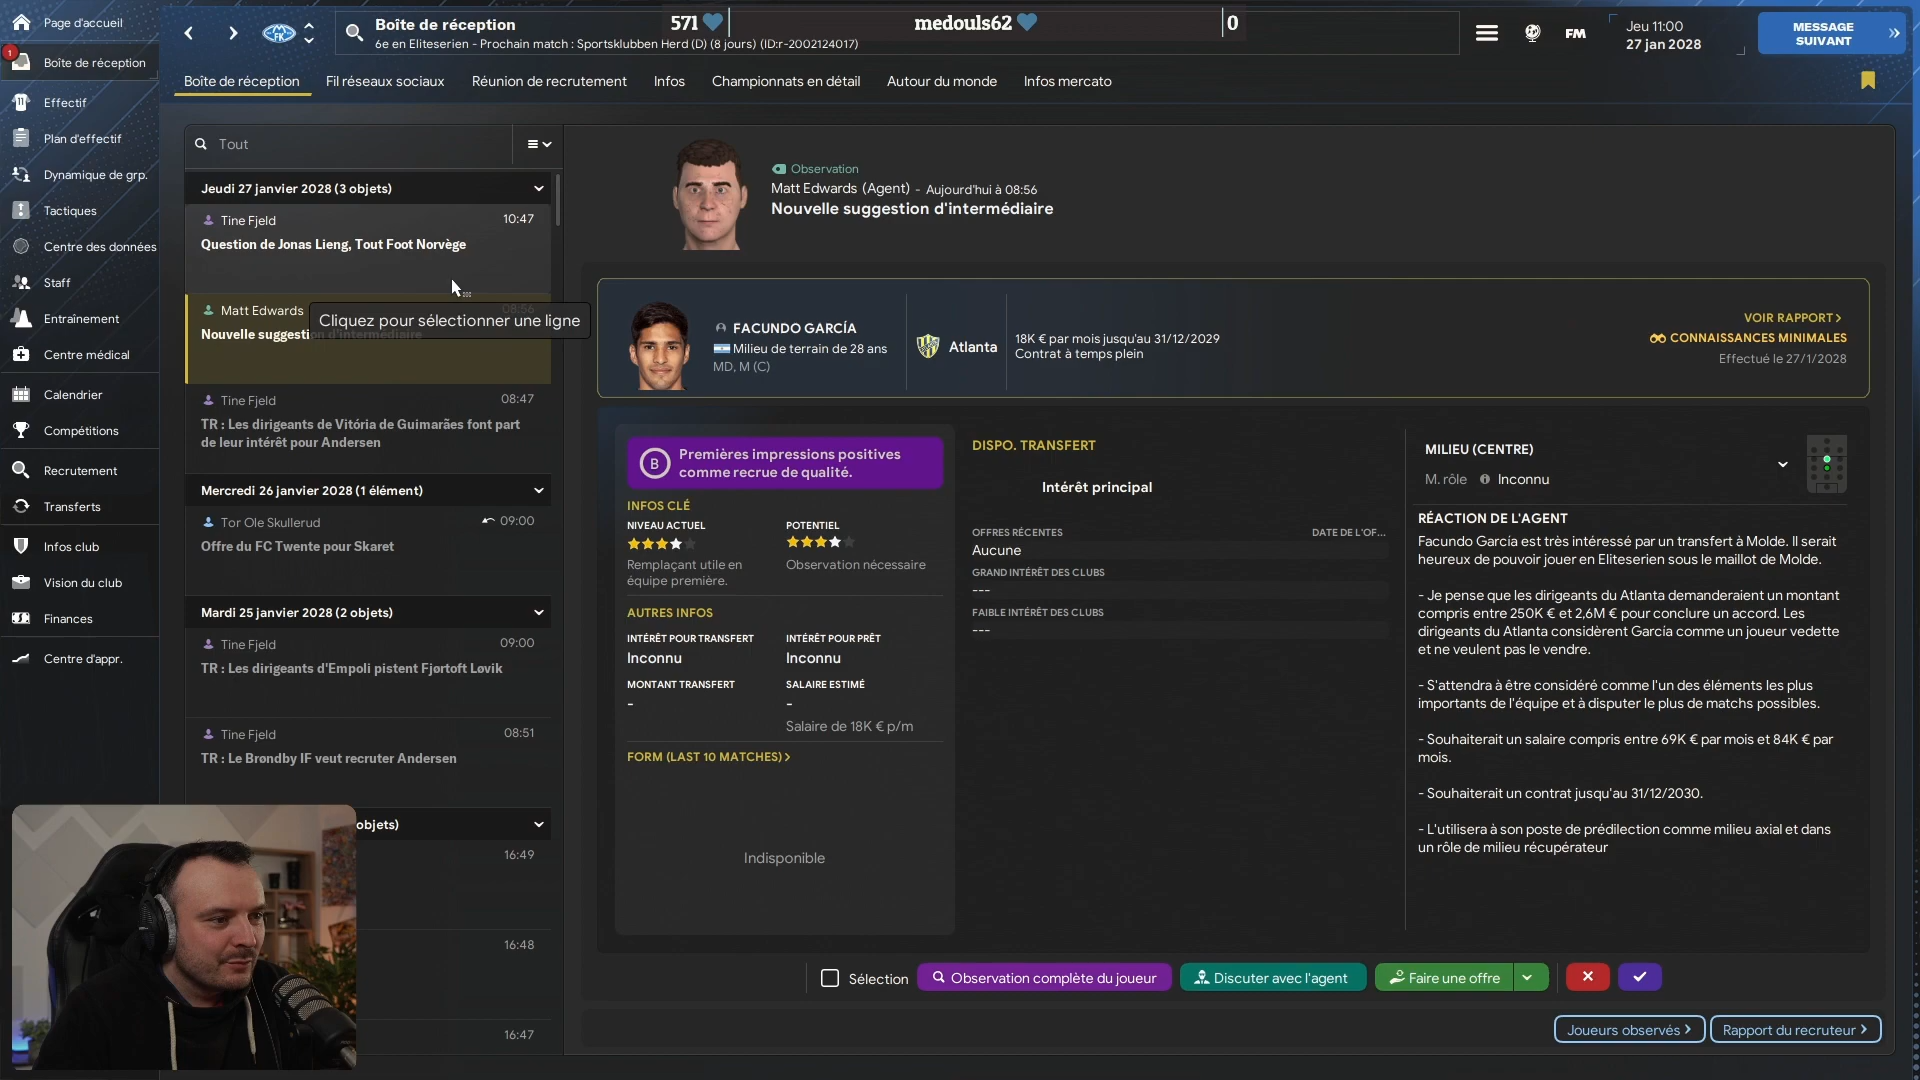 Page d'accueil
1
Boîte de réception
Effectif
Plan d'effectif
Dynamique de grp.
Tactiques
Centre des données
Staff
Entraînement
Centre médical
Calendrier
Compétitions
Recrutement
Transferts
Infos club
Vision du club
Finances
Centre d'appr.
Boîte de réception
6e en Eliteserien - Prochain match : Sportsklubben Herd (D) (8 jours) (ID:r-2002124017)
571
medouls62
0
FM
Jeu 11:00
27 jan 2028
MESSAGE
SUIVANT
Boîte de réception
Fil réseaux sociaux
Réunion de recrutement
Infos
Championnats en détail
Autour du monde
Infos mercato
Tout
Jeudi 27 janvier 2028 (3 objets)
Tine Fjeld
10:47
Question de Jonas Lieng, Tout Foot Norvège
Matt Edwards
08:56
Nouvelle suggestion d'intermédiaire
Cliquez pour sélectionner une ligne
Tine Fjeld
08:47
TR : Les dirigeants de Vitória de Guimarães font part
de leur intérêt pour Andersen
Mercredi 26 janvier 2028 (1 élément)
Tor Ole Skullerud
09:00
Offre du FC Twente pour Skaret
Mardi 25 janvier 2028 (2 objets)
Tine Fjeld
09:00
TR : Les dirigeants d'Empoli pistent Fjørtoft Løvik
Tine Fjeld
08:51
TR : Le Brøndby IF veut recruter Andersen
objets)
16:49
16:48
16:47
Observation
Matt Edwards (Agent) - Aujourd'hui à 08:56
Nouvelle suggestion d'intermédiaire
FACUNDO GARCÍA
Milieu de terrain de 28 ans
MD, M (C)
Atlanta
18K € par mois jusqu'au 31/12/2029
Contrat à temps plein
VOIR RAPPORT >
CONNAISSANCES MINIMALES
Effectué le 27/1/2028
B
Premières impressions positives
comme recrue de qualité.
INFOS CLÉ
NIVEAU ACTUEL
POTENTIEL
Remplaçant utile en
équipe première.
Observation nécessaire
AUTRES INFOS
INTÉRÊT POUR TRANSFERT
INTÉRÊT POUR PRÊT
Inconnu
Inconnu
MONTANT TRANSFERT
SALAIRE ESTIMÉ
-
-
Salaire de 18K € p/m
FORM (LAST 10 MATCHES) >
Indisponible
DISPO. TRANSFERT
Intérêt principal
OFFRES RÉCENTES
DATE DE L'OF...
Aucune
GRAND INTÉRÊT DES CLUBS
---
FAIBLE INTÉRÊT DES CLUBS
---
MILIEU (CENTRE)
M. rôle
Inconnu
RÉACTION DE L'AGENT
Facundo García est très intéressé par un transfert à Molde. Il serait
heureux de pouvoir jouer en Eliteserien sous le maillot de Molde.
- Je pense que les dirigeants du Atlanta demanderaient un montant
compris entre 250K € et 2,6M € pour conclure un accord. Les
dirigeants du Atlanta considèrent García comme un joueur vedette
et ne veulent pas le vendre.
- S'attendra à être considéré comme l'un des éléments les plus
importants de l'équipe et à disputer le plus de matchs possibles.
- Souhaiterait un salaire compris entre 69K € par mois et 84K € par
mois.
- Souhaiterait un contrat jusqu'au 31/12/2030.
- L'utilisera à son poste de prédilection comme milieu axial et dans
un rôle de milieu récupérateur
Sélection
Observation complète du joueur
Discuter avec l'agent
Faire une offre
Joueurs observés >
Rapport du recruteur >